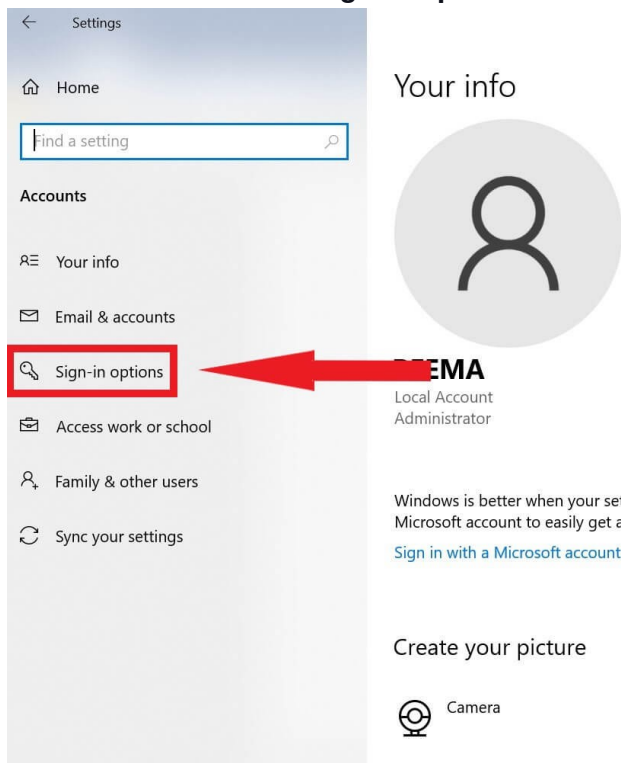 Settings
Home
Find a setting
Accounts
Your info
Email & accounts
Sign-in options
Access work or school
Family & other users
Sync your settings
Your info
Local Account
Administrator
Windows is better when your
Microsoft account to easily get
Sign in with a Microsoft account
Create your picture
Camera